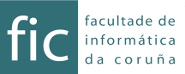 fic
facultade de
informática
da coruña